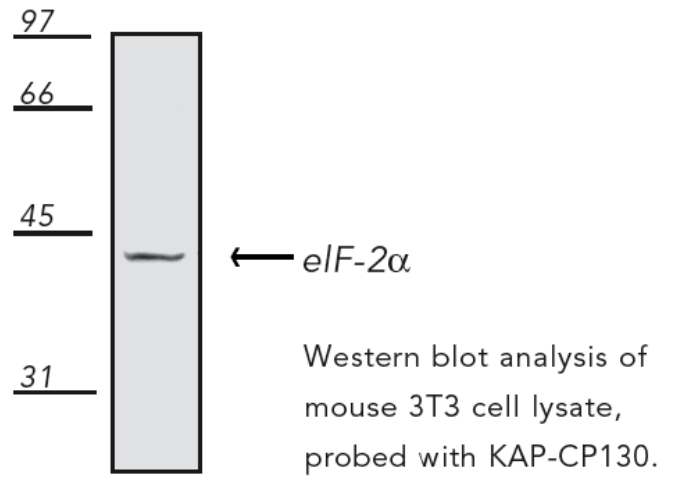 97
66
45
eIF-2α
31
Western blot analysis of
mouse 3T3 cell lysate,
probed with KAP-CP130.